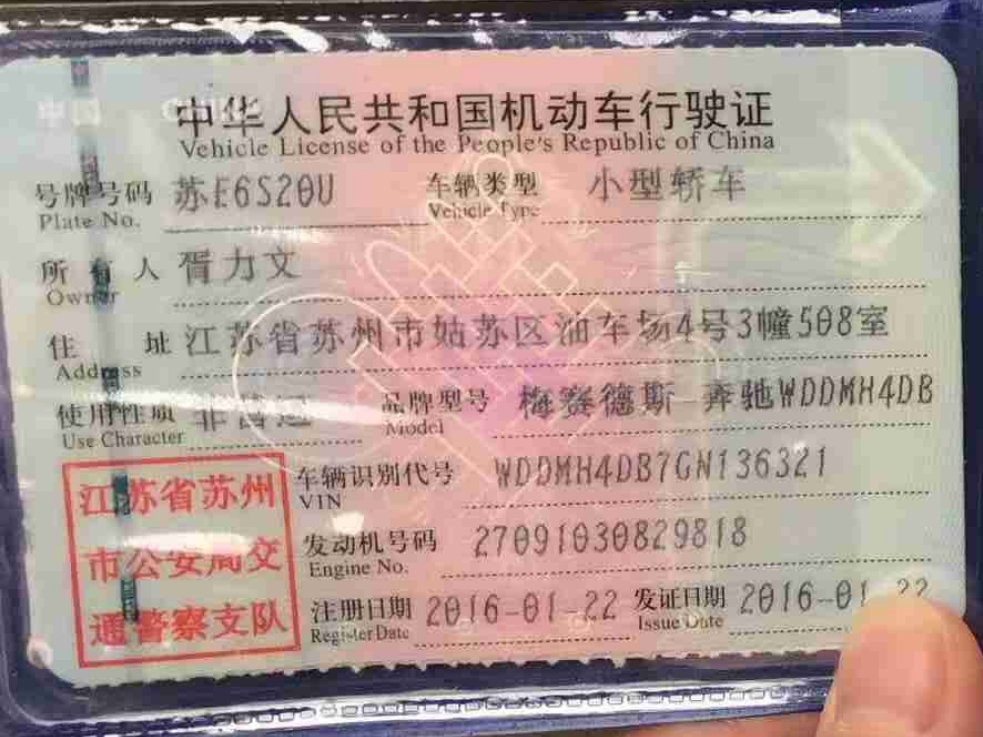 中华人民共和国机动车行驶证
Vehicle License of the People's Republic of China
号牌号码 苏E6S20U 车辆类型 小型轿车
Plate No. Vehicle Type
所有人 胥力文
Owner
住址 江苏省苏州市姑苏区油车场4号3幢508室
Address
使用性质 非营运 品牌型号 梅赛德斯-奔驰WDDMH4DB
Use Character Model
车辆识别代号 WDDMH4DB7GN136321
VIN
发动机号码 27091030829818
Engine No.
注册日期 2016-01-22 发证日期 2016-01-22
Register Date Issue Date
江苏省苏州
市公安局交
通警察支队